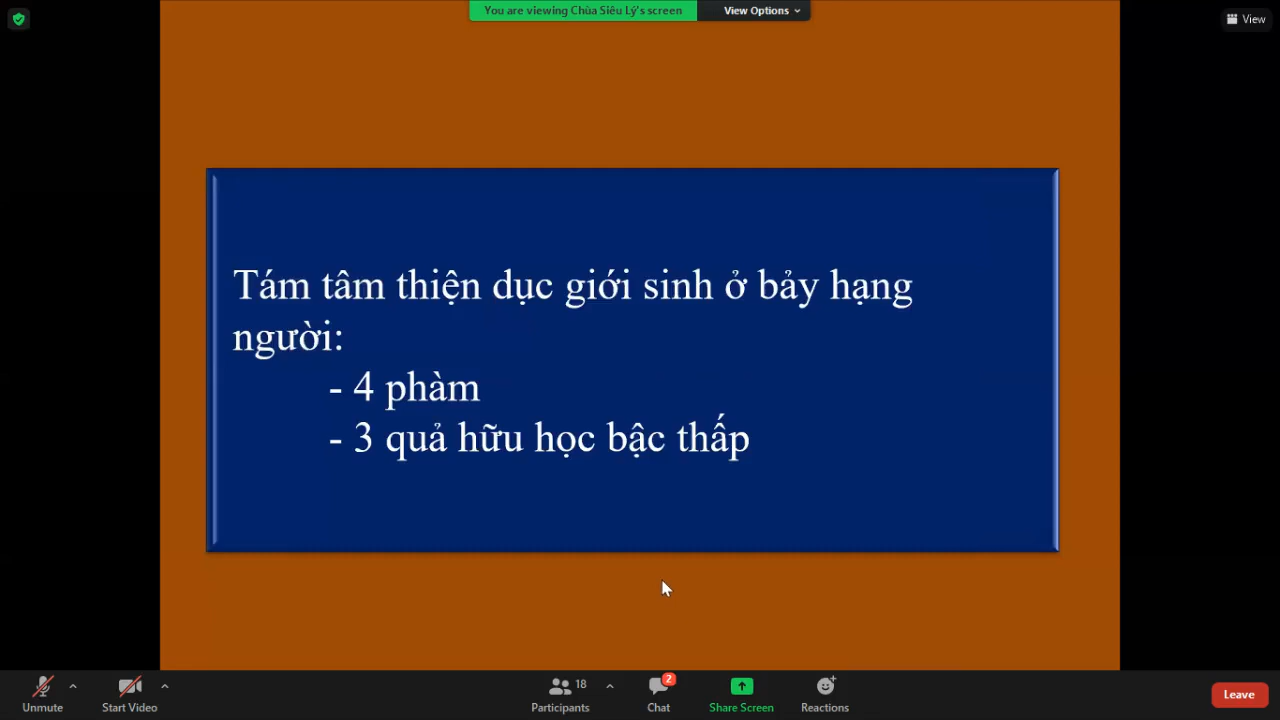 You are viewing Chùa Siêu Lý's screen
View Options
View
Tám tâm thiện dục giới sinh ở bảy hạng
người:
- 4 phàm
- 3 quả hữu học bậc thấp
Unmute
Start Video
18
Participants
2
Chat
Share Screen
Reactions
Leave